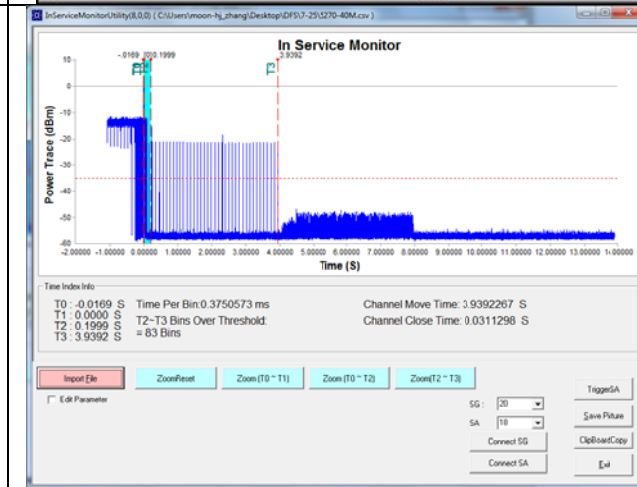 InServiceMonitorUtility(8,0,0) ( C:\Users\moon-hj_zhang\Desktop\DFS\7-25\5270-40M.csv )
In Service Monitor
-.0169 0.1999 3.9392
T0 T3
Power Trace (dBm)
10
0
-10
-20
-30
-40
-50
-60
-2.00000 -1.00000 0.00000 1.00000 2.00000 3.00000 4.00000 5.00000 6.00000 7.00000 8.00000 9.00000 10.00000 11.00000 12.00000 13.00000
Time (S)
Time Index Info
T0 : -0.0169 S Time Per Bin:0.3750573 ms Channel Move Time: 3.9392267 S
T1 : 0.0000 S T2~T3 Bins Over Threshold: Channel Close Time: 0.0311298 S
T2 : 0.1999 S = 83 Bins
T3 : 3.9392 S
Import File ZoomReset Zoom (T0 ~ T1) Zoom (T0 ~ T2) Zoom(T2 ~ T3)
Edit Parameter
TriggerSA
SG : 20
SA 18
Save Pixture
Connect SG
ClipBoardCopy
Connect SA
Exit